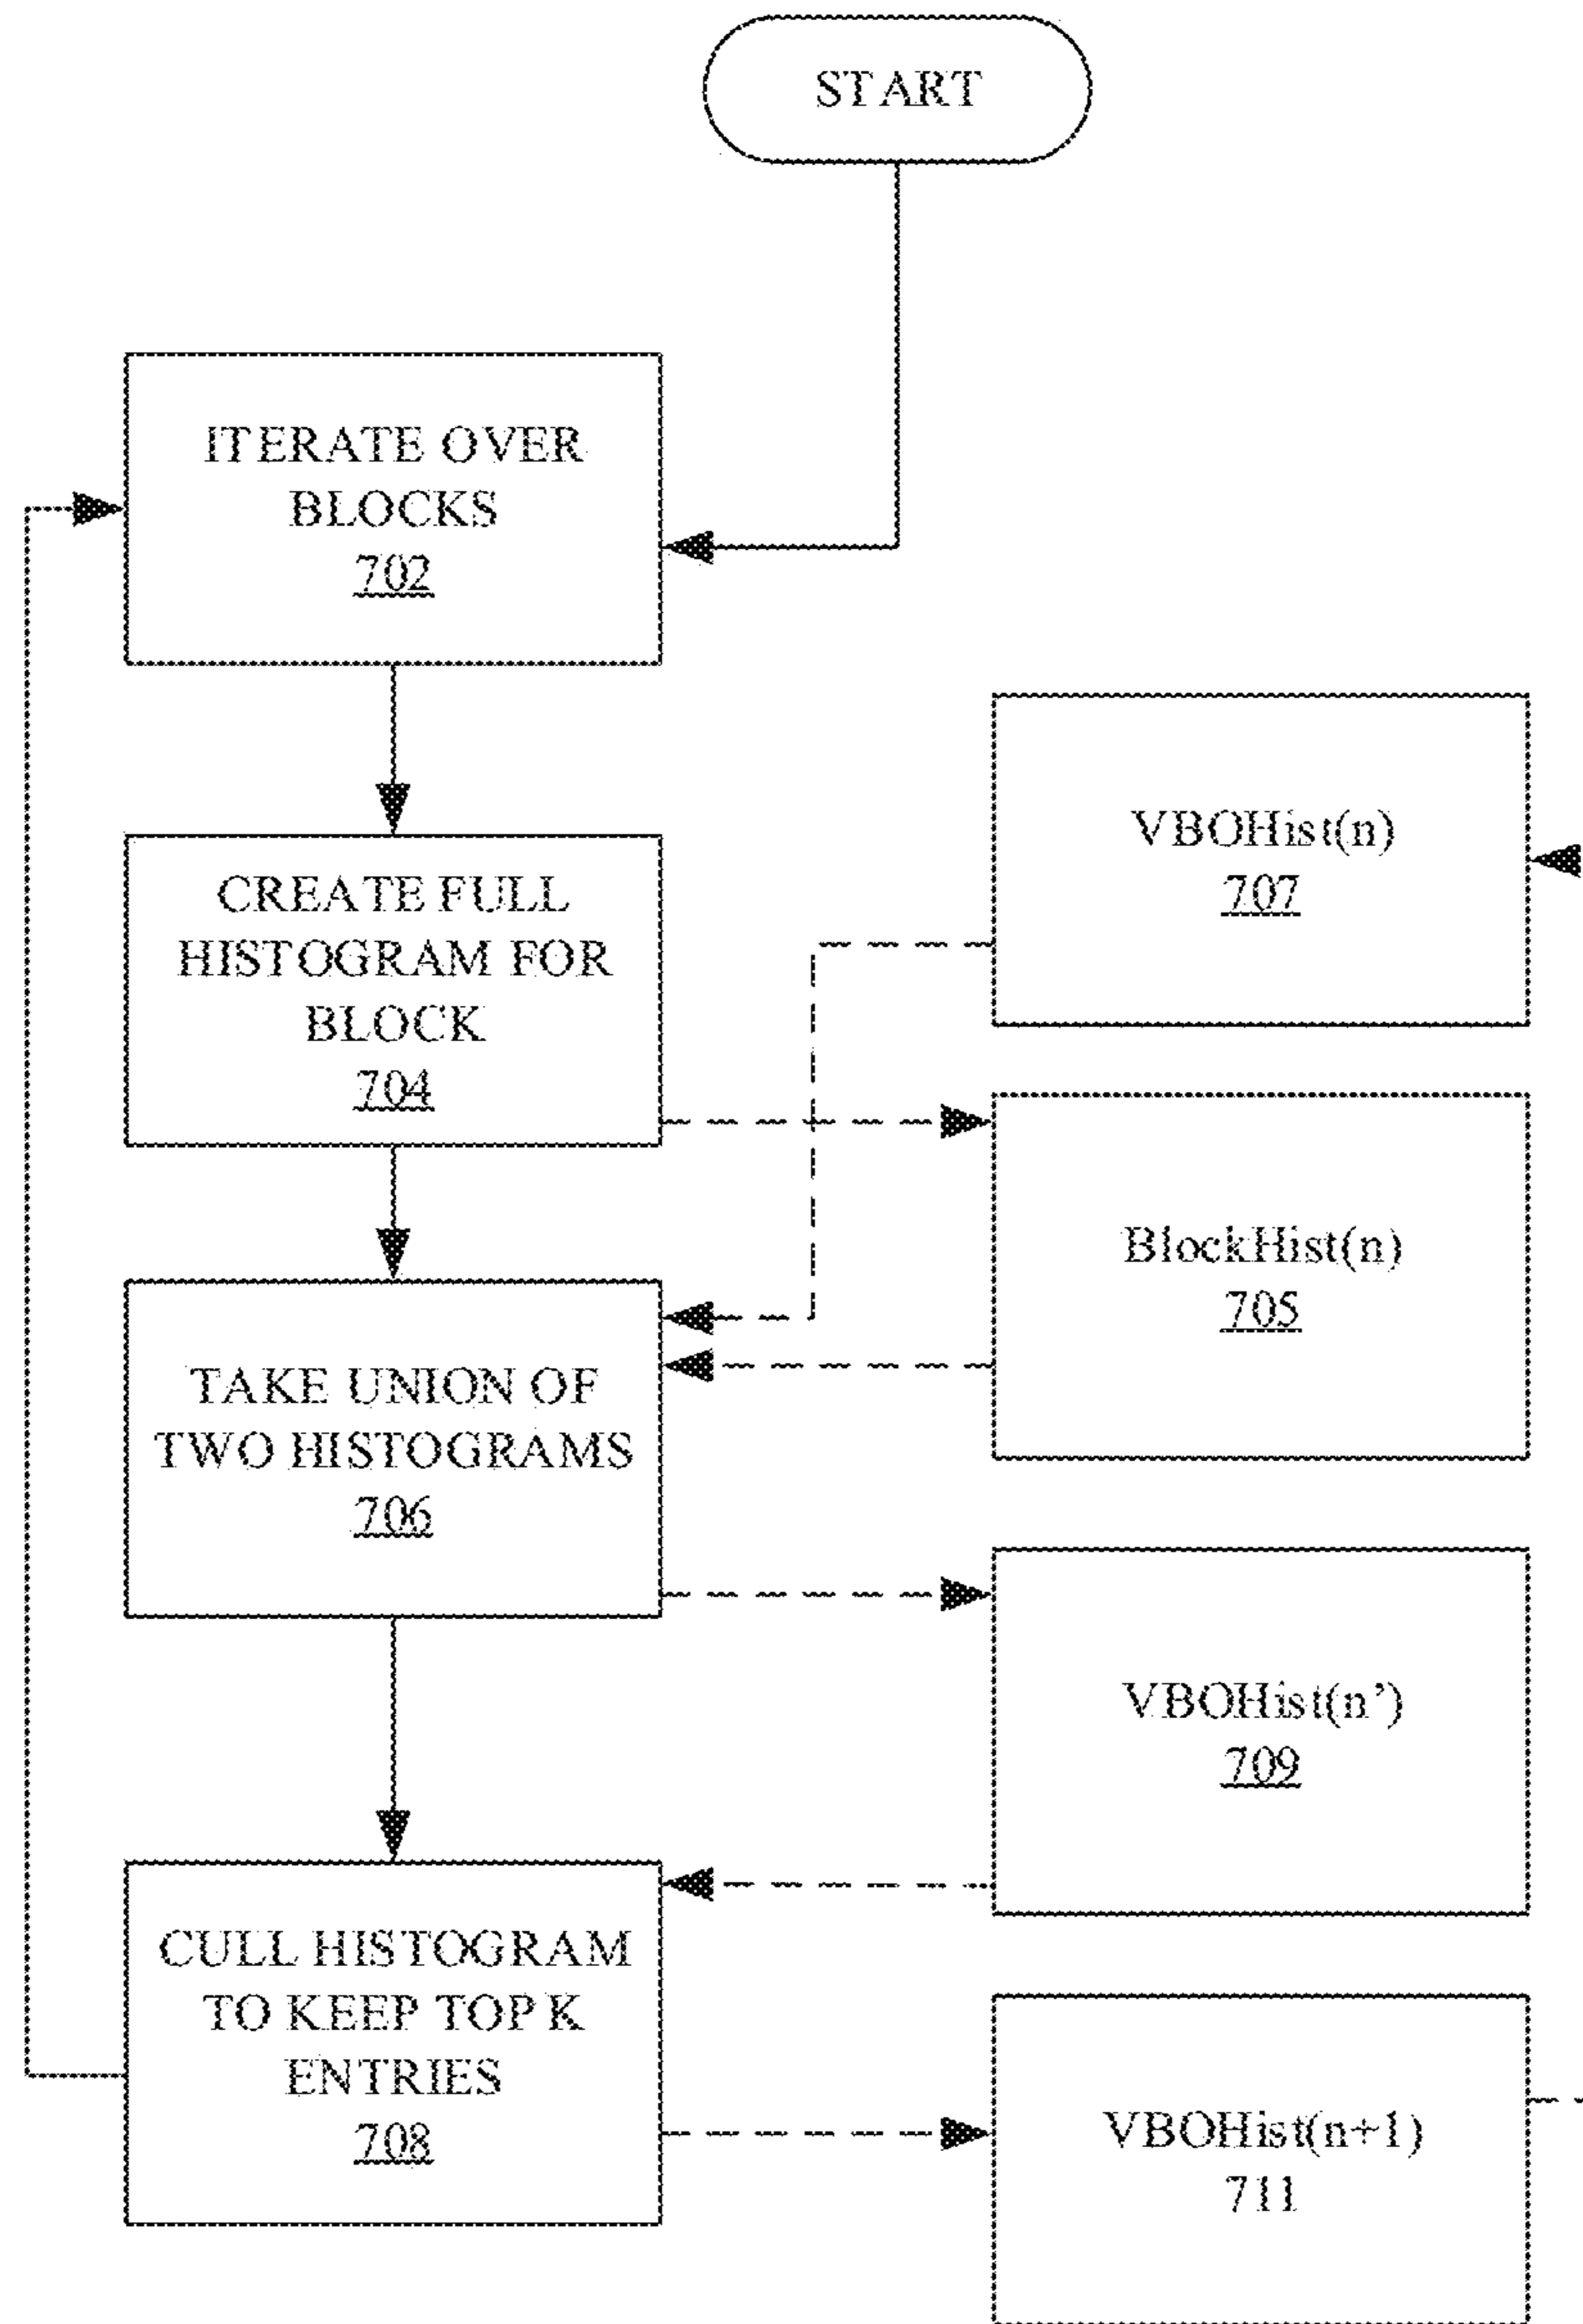 START
ITERATE OVER
BLOCKS
702
CREATE FULL
HISTOGRAM FOR
BLOCK
704
TAKE UNION OF
TWO HISTOGRAMS
706
CULL HISTOGRAM
TO KEEP TOP K
ENTRIES
708
VBOHist(n)
707
BlockHist(n)
705
VBOHist(n’)
709
VBOHist(n+1)
711